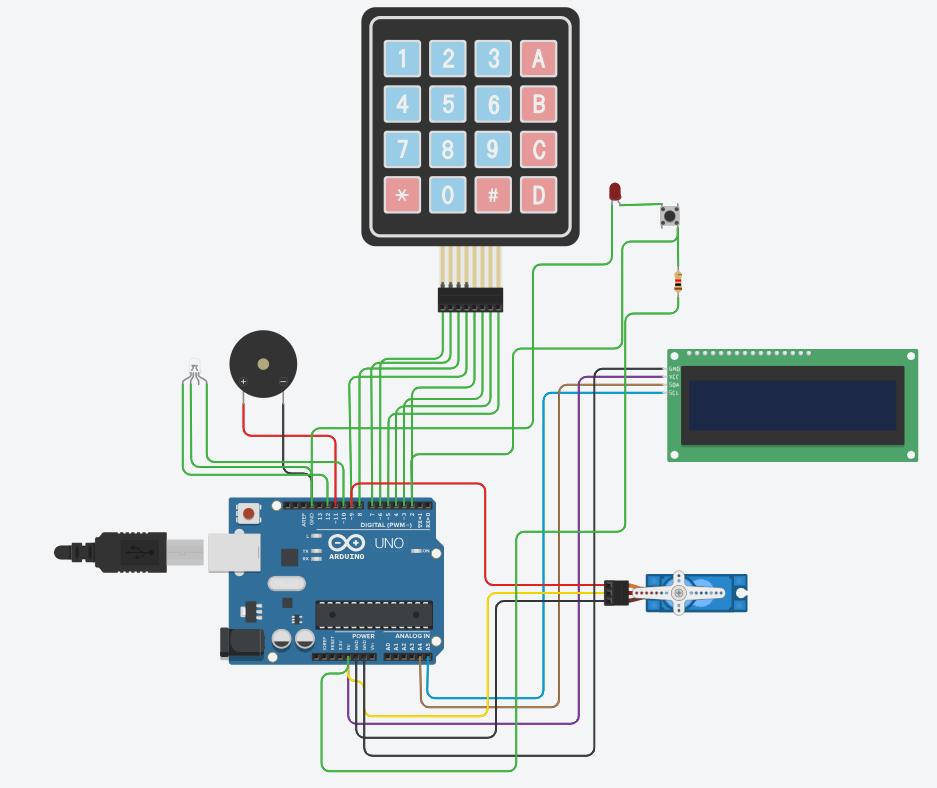 1 2 3 A
4 5 6 B
7 8 9 C
* 0 # D
GND
VCC
SDA
SCL
+ −
AREF
GND
13
12
~11
~10
~9
8
7
~6
~5
4
~3
2
TX→1
RX←0
DIGITAL (PWM~)
L
TX
RX
ARDUINO
UNO
ON
POWER
ANALOG IN
IOREF
RESET
3.3V
5V
GND
GND
Vin
A0
A1
A2
A3
A4
A5